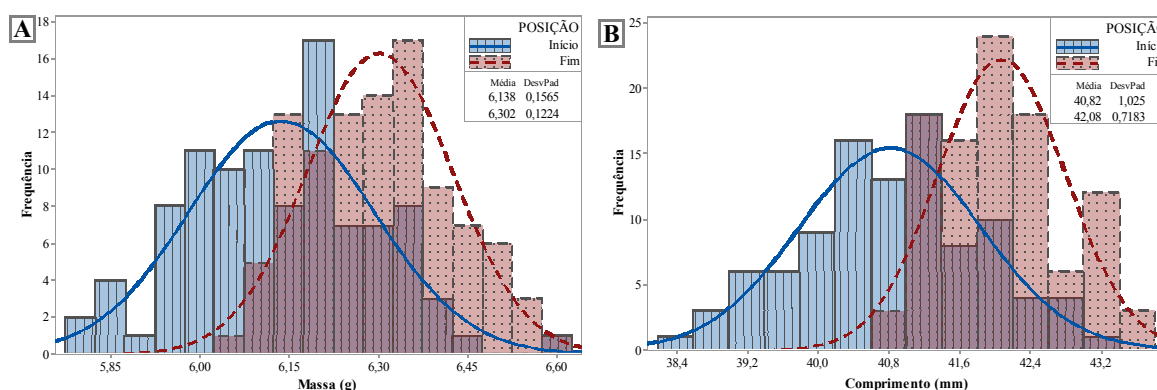 A
POSIÇÃO
Início
Fim
Média DesvPad
6,138 0,1565
6,302 0,1224
Frequência
18
16
14
12
10
8
6
4
2
0
5,85 6,00 6,15 6,30 6,45 6,60
Massa (g)
B
POSIÇÃ
Iníc
Fi
Média DesvPad
40,82 1,025
42,08 0,7183
Frequência
25
20
15
10
5
0
38,4 39,2 40,0 40,8 41,6 42,4 43,2
Comprimento (mm)